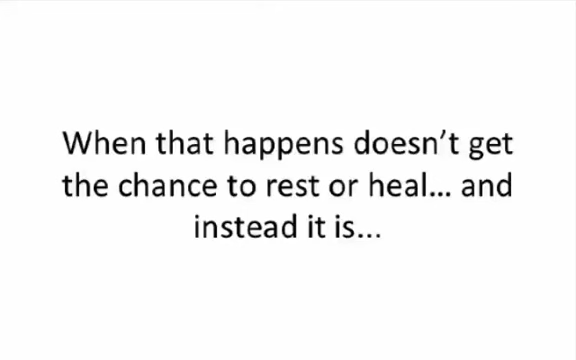 When that happens doesn’t get
the chance to rest or heal… and
instead it is…